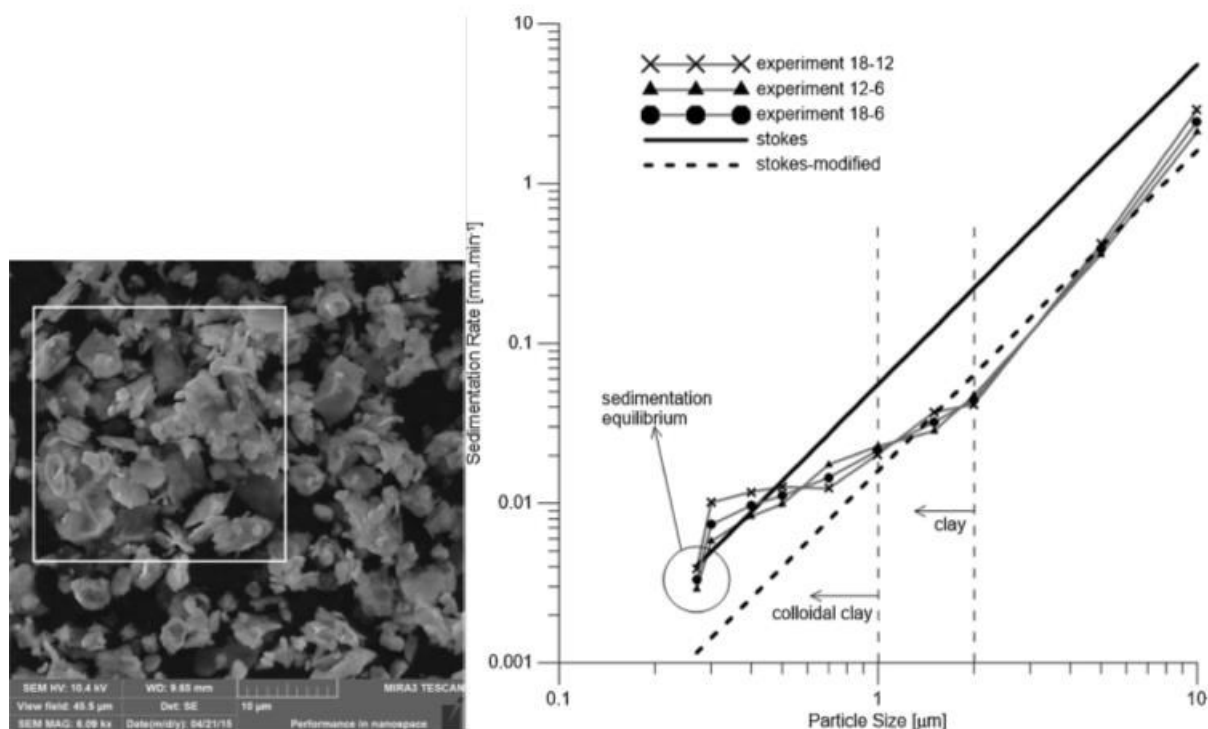 10
experiment 18-12
experiment 12-6
experiment 18-6
stokes
stokes-modified
1
Sedimentation Rate [mm.min⁻¹]
0.1
sedimentation
equilibrium
0.01
clay
colloidal clay
0.001
0.1
1
10
Particle Size [μm]
SEM HV: 10.4 kV WD: 9.65 mm MIRA3 TESCAN
View field: 45.5 μm Det: SE 10 μm
SEM MAG: 6.09 kx Date(m/d/y): 04/21/15 Performance in nanospace